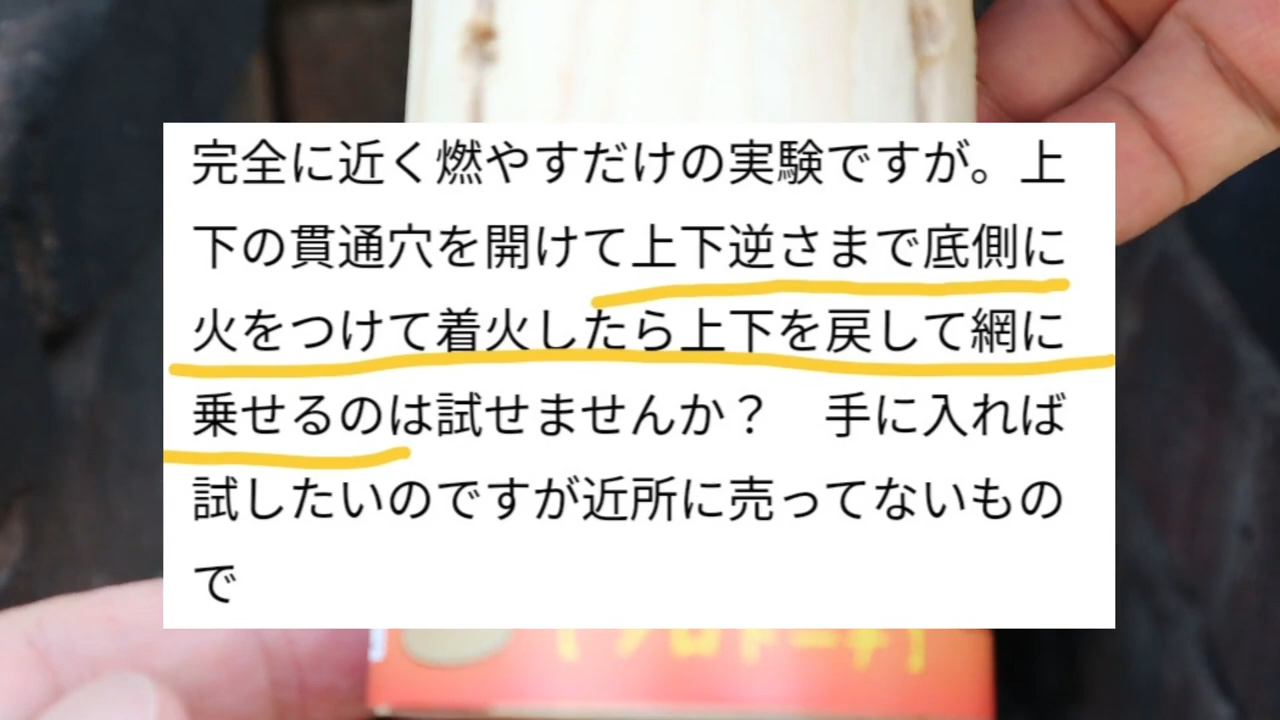 完全に近く燃やすだけの実験ですが。上
下の貫通穴を開けて上下逆さまで底側に
火をつけて着火したら上下を戻して網に
乗せるのは試せませんか？　手に入れば
試したいのですが近所に売ってないもの
で